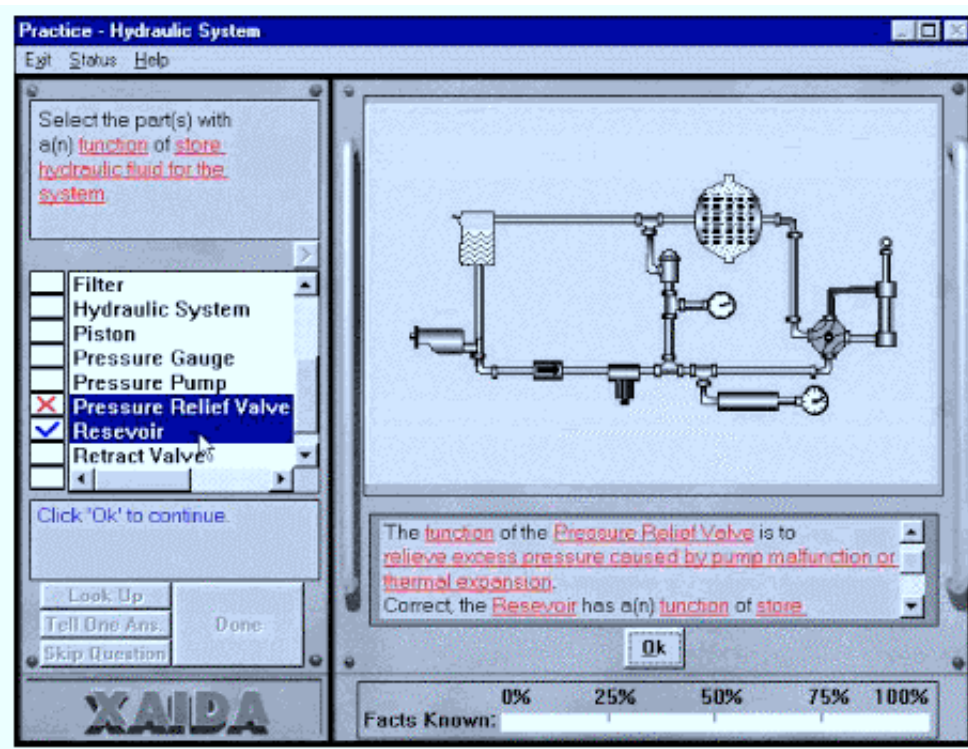 Practice - Hydraulic System
Exit Status Help
Select the part(s) with
a(n) function of store
hydraulic fluid for the
system.
>
Filter
Hydraulic System
Piston
Pressure Gauge
Pressure Pump
Pressure Relief Valve
Resevoir
Retract Valve
Click 'Ok' to continue.
Look Up
Tell One Ans.
Skip Question
Done
The function of the Pressure Relief Valve is to
relieve excess pressure caused by pump malfunction or
thermal expansion.
Correct, the Resevoir has a(n) function of store
Ok
XAIDA
0% 25% 50% 75% 100%
Facts Known: